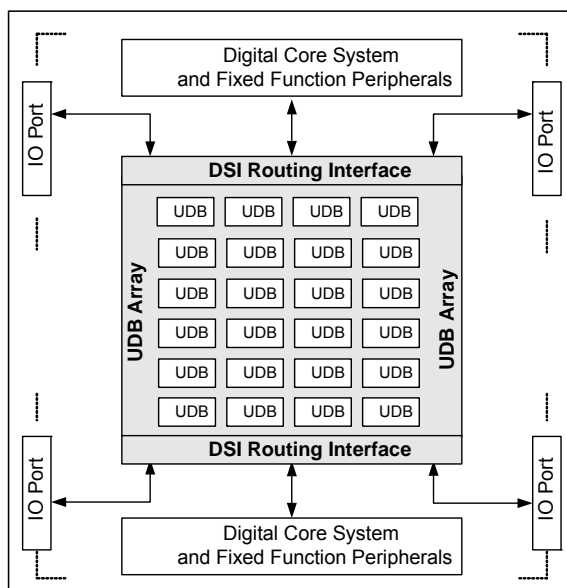 Digital Core System
and Fixed Function Peripherals
IO Port
IO Port
DSI Routing Interface
UDB UDB UDB UDB
UDB UDB UDB UDB
UDB Array
UDB UDB UDB UDB
UDB Array
UDB UDB UDB UDB
UDB UDB UDB UDB
UDB UDB UDB UDB
DSI Routing Interface
IO Port
IO Port
Digital Core System
and Fixed Function Peripherals